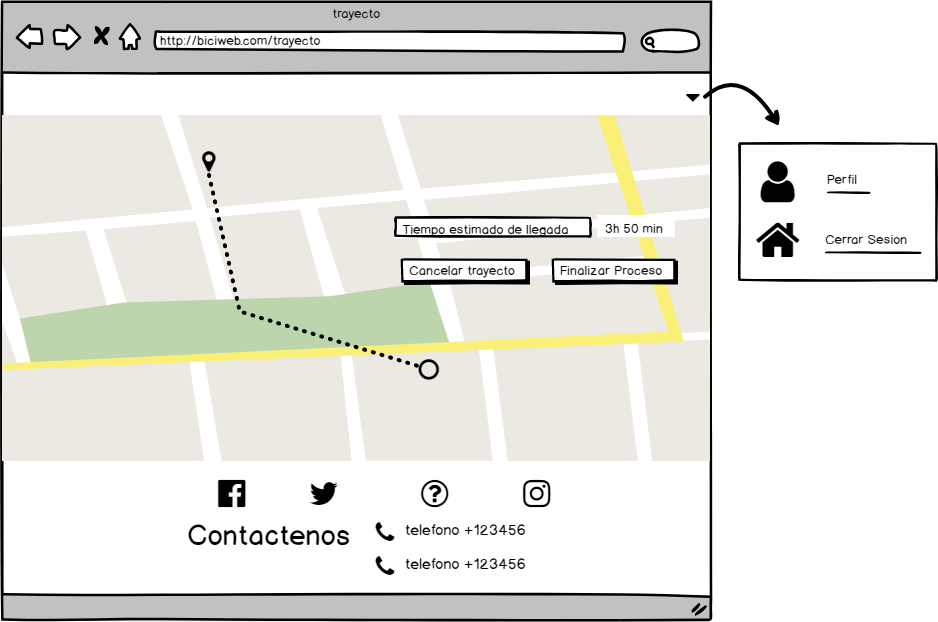 trayecto
http://biciweb.com/trayecto
Perfil
Cerrar Sesion
Tiempo estimado de llegada
3h 50 min
Cancelar trayecto
Finalizar Proceso
Contactenos
telefono +123456
telefono +123456